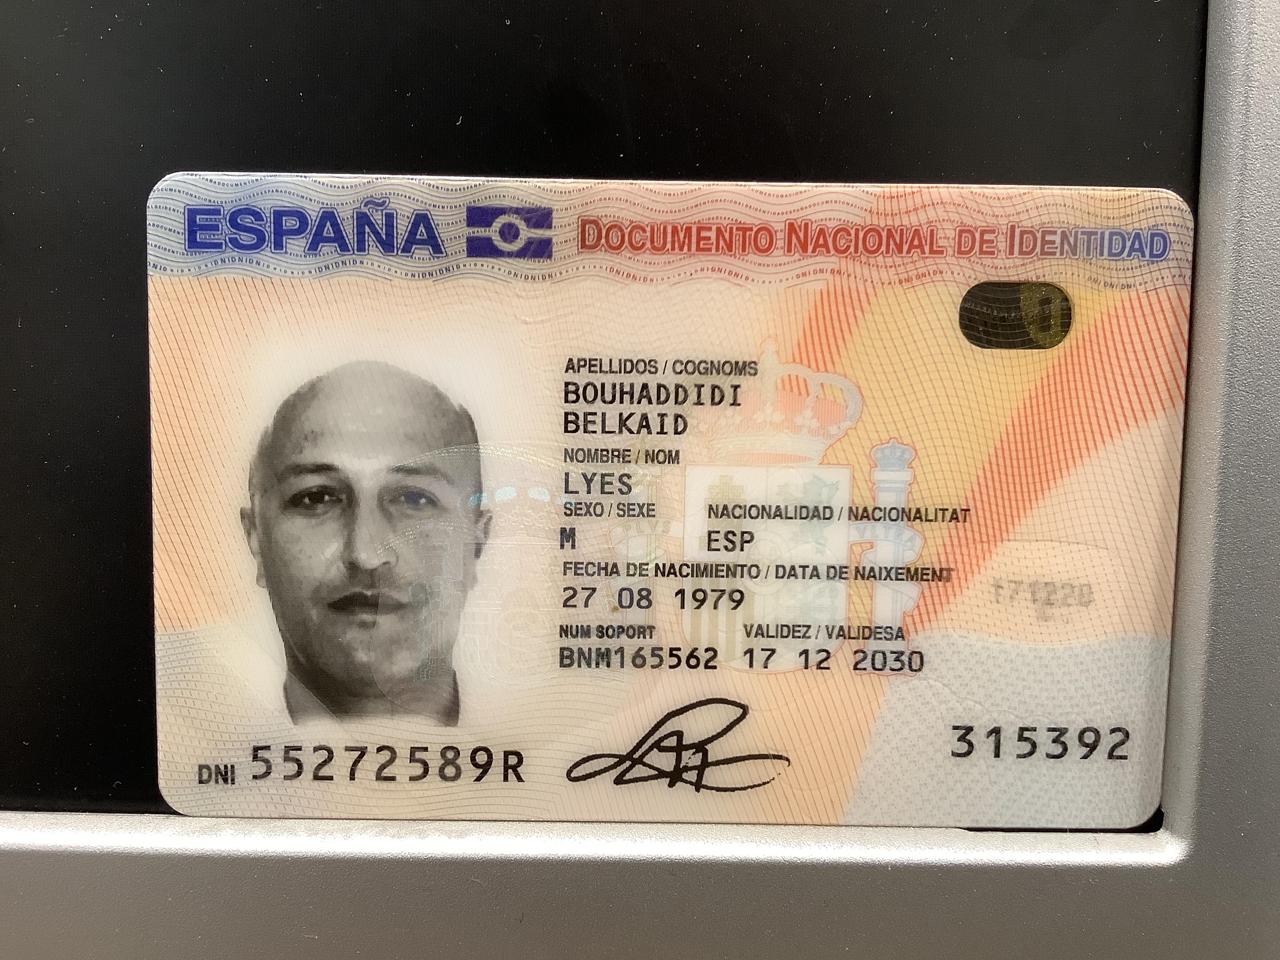 ESPAÑA
DOCUMENTO NACIONAL DE IDENTIDAD
APELLIDOS / COGNOMS
BOUHADDIDI
BELKAID
NOMBRE / NOM
LYES
SEXO / SEXE NACIONALIDAD / NACIONALITAT
M ESP
FECHA DE NACIMIENTO / DATA DE NAIXEMENT
27 08 1979
NUM SOPORT VALIDEZ / VALIDESA
BNM165562 17 12 2030
DNI 55272589R
315392